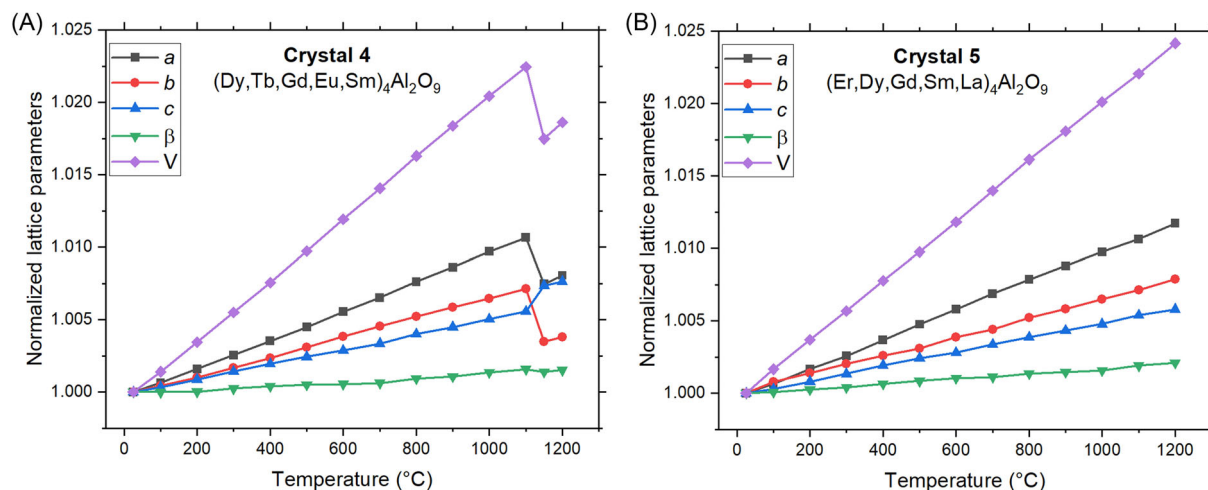 (A)
Normalized lattice parameters
1.025
1.020
1.015
1.010
1.005
1.000
a
b
c
β
V
Crystal 4
(Dy,Tb,Gd,Eu,Sm)₄Al₂O₉
0 200 400 600 800 1000 1200
Temperature (°C)
(B)
Normalized lattice parameters
1.025
1.020
1.015
1.010
1.005
1.000
a
b
c
β
V
Crystal 5
(Er,Dy,Gd,Sm,La)₄Al₂O₉
0 200 400 600 800 1000 1200
Temperature (°C)